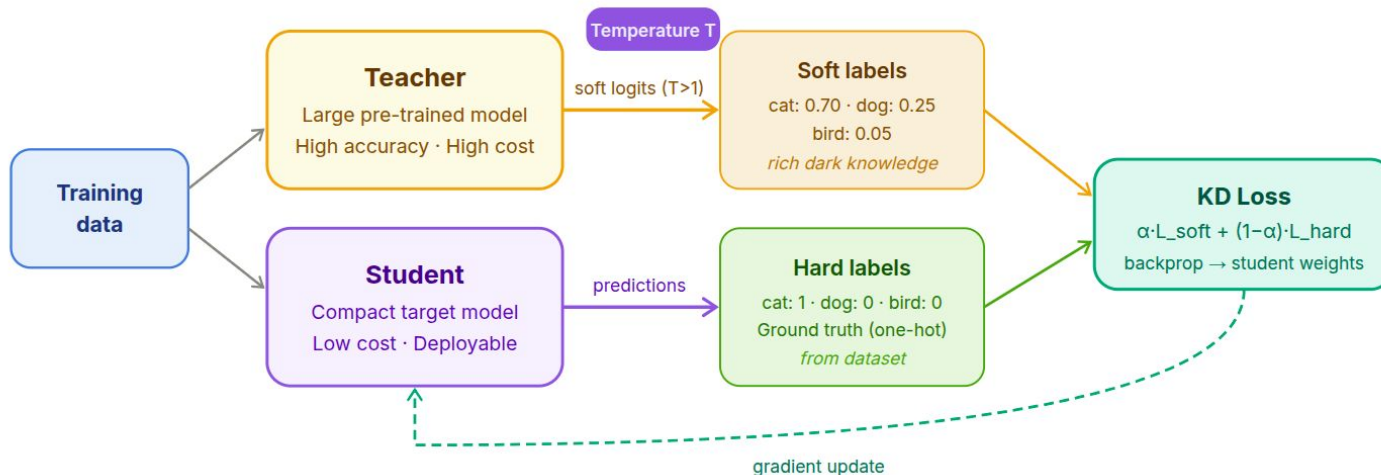 Temperature T
Training
data
Teacher
Large pre-trained model
High accuracy · High cost
soft logits (T>1)
Soft labels
cat: 0.70 · dog: 0.25
bird: 0.05
rich dark knowledge
Student
Compact target model
Low cost · Deployable
predictions
Hard labels
cat: 1 · dog: 0 · bird: 0
Ground truth (one-hot)
from dataset
KD Loss
α·L_soft + (1−α)·L_hard
backprop → student weights
gradient update